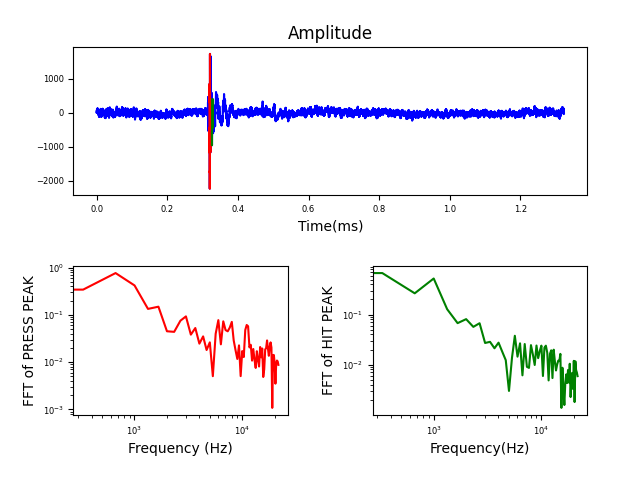 Amplitude
1000
0
−1000
−2000
0.0 0.2 0.4 0.6 0.8 1.0 1.2
Time(ms)
FFT of PRESS PEAK
10⁰
10⁻¹
10⁻²
10⁻³
10³ 10⁴
Frequency (Hz)
FFT of HIT PEAK
10⁻¹
10⁻²
10³ 10⁴
Frequency(Hz)